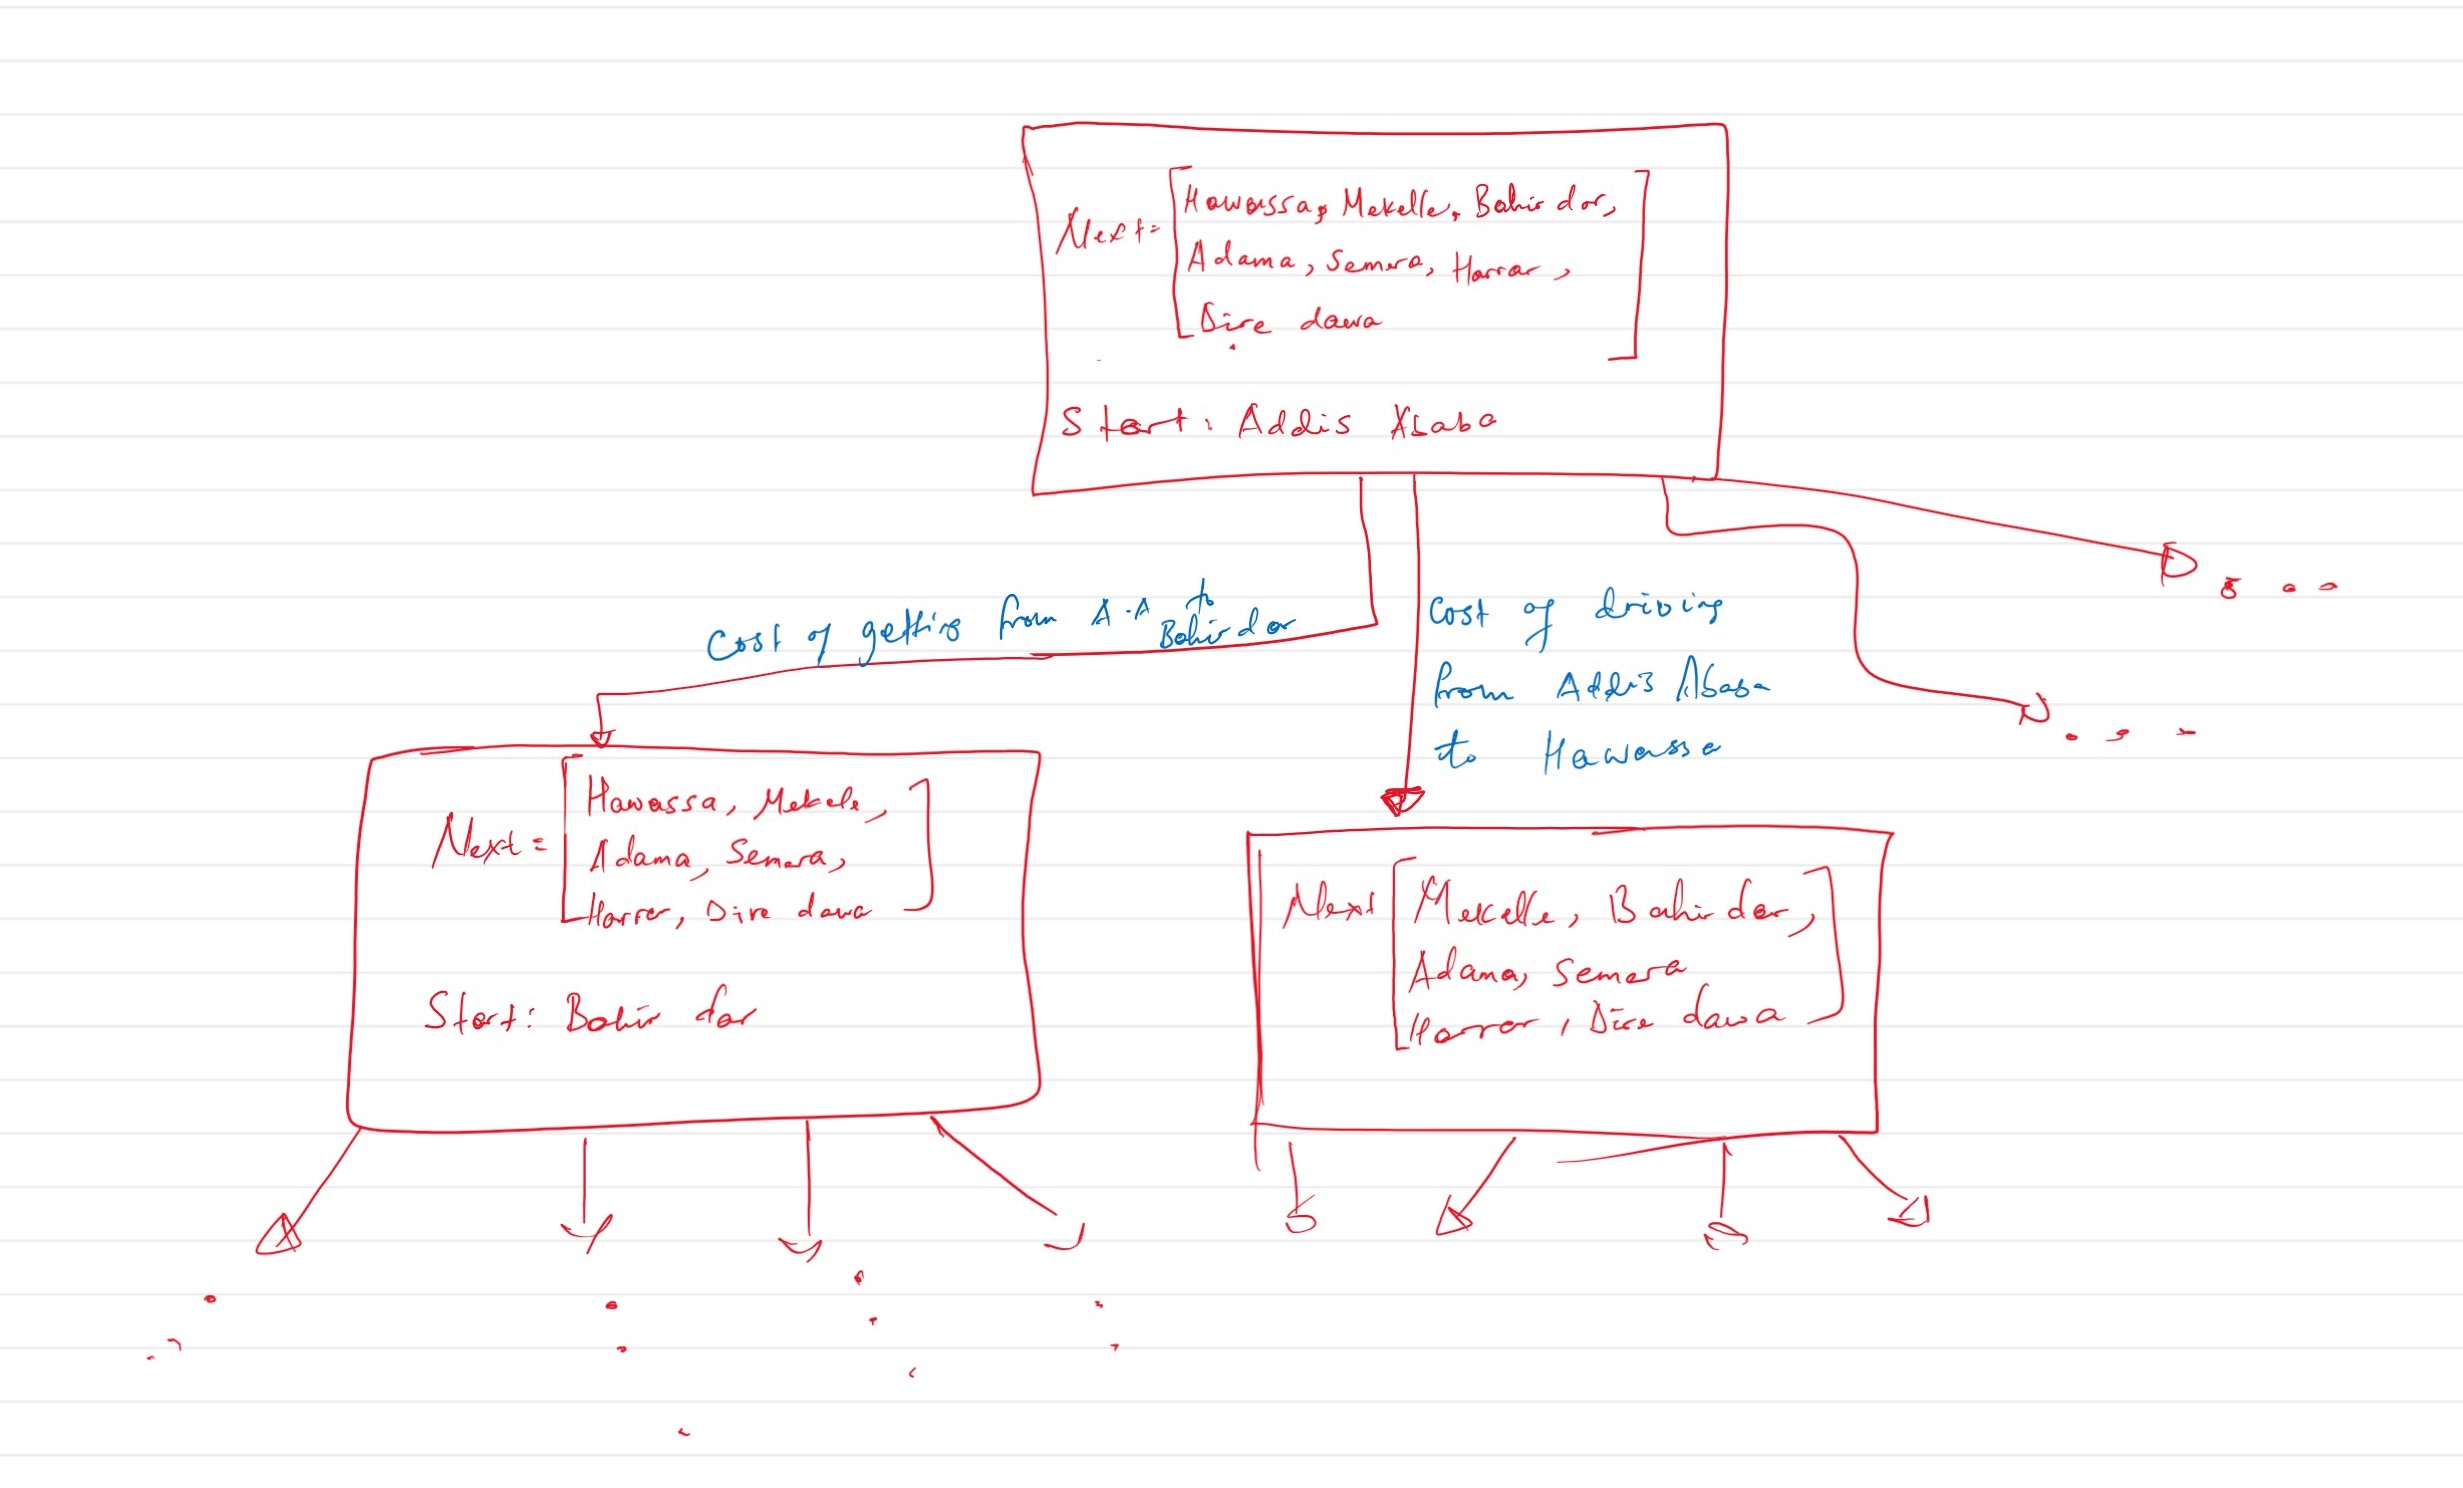 Next = [Hawassa, Mekelle, Bahir dar,
Adama, Semera, Harrar,
Dire dawa]
Start: Addis Ababa
Cost of getting from A.A to
Bahir dar
Cost of driving
from Addis Ababa
to Hawassa
Next = [Hawassa, Mekele,
Adama, Semera,
Harrar, Dire dawa]
Start: Bahir dar
Next [Mekelle, Bahir dar,
Adama, Semera
Harrar, Dire dawa]